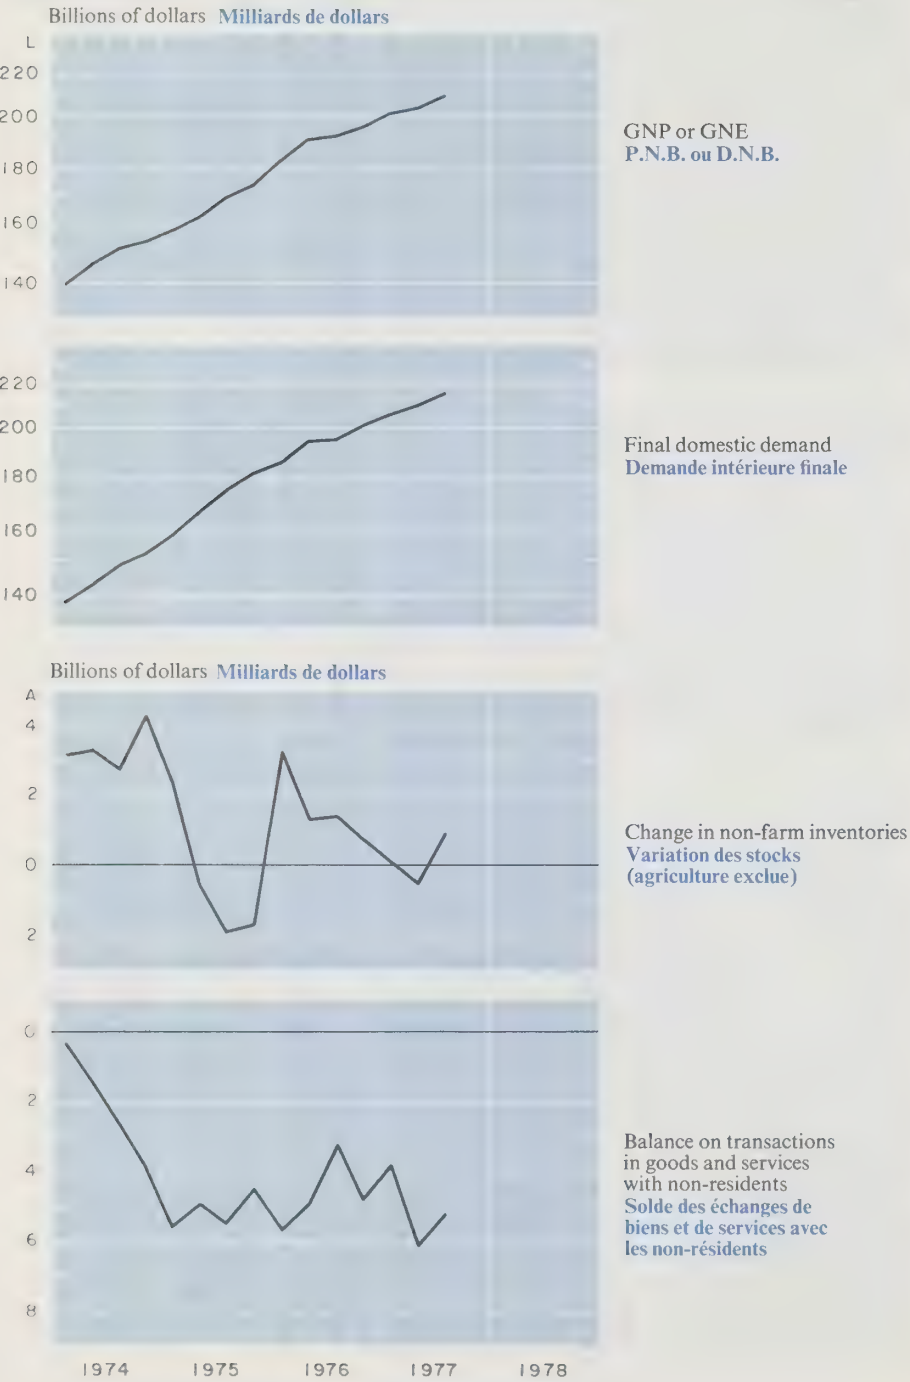 Billions of dollars Milliards de dollars
L
220
200
180
160
140
GNP or GNE
P.N.B. ou D.N.B.
220
200
180
160
140
Final domestic demand
Demande intérieure finale
Billions of dollars Milliards de dollars
A
4
2
0
2
Change in non-farm inventories
Variation des stocks
(agriculture exclue)
0
2
4
6
8
Balance on transactions
in goods and services
with non-residents
Solde des échanges de
biens et de services avec
les non-résidents
1974 1975 1976 1977 1978